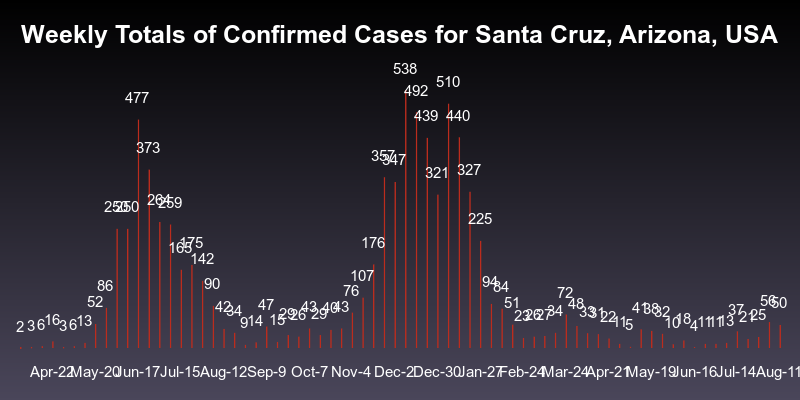 Weekly Totals of Confirmed Cases for Santa Cruz, Arizona, USA
2 3 6 16 3 6 13 52 86 250 250 477 373 264 259 165 175 142 90 42 34 9 14 47 15 29 26 43 29 40 43 76 107 176 357 347 538 492 439 321 510 440 327 225 94 84 51 23 26 27 34 72 48 33 31 22 11 5 41 38 32 10 18 4 11 11 13 37 21 25 56 50
Apr-22 May-20 Jun-17 Jul-15 Aug-12 Sep-9 Oct-7 Nov-4 Dec-2 Dec-30 Jan-27 Feb-24 Mar-24 Apr-21 May-19 Jun-16 Jul-14 Aug-11